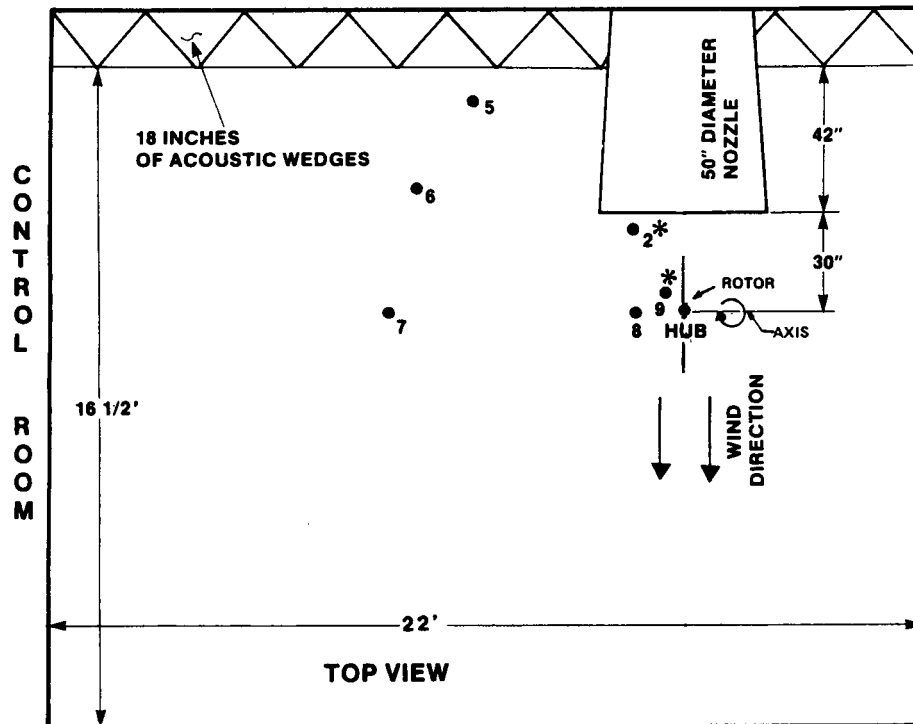 18 INCHES
OF ACOUSTIC WEDGES
50" DIAMETER
NOZZLE
42"
5
6
2*
30"
*
ROTOR
7
8
9
HUB
AXIS
CONTROL ROOM
16 1/2'
WIND
DIRECTION
22'
TOP VIEW